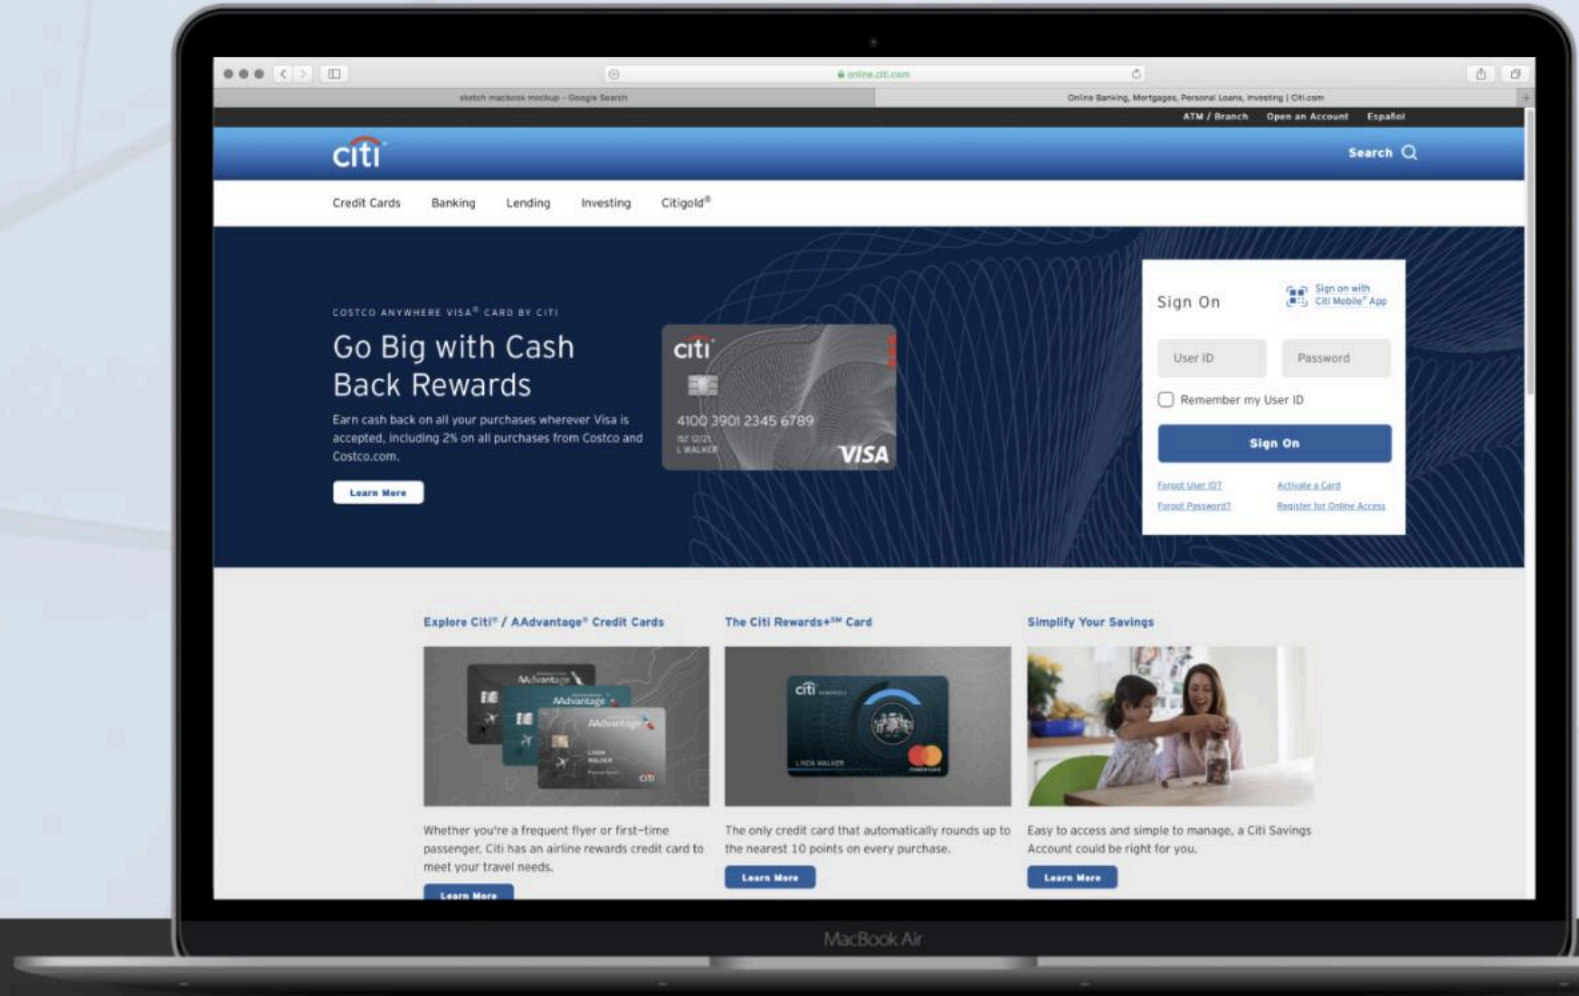 online.citi.com
sketch macbook mockup - Google Search
Online Banking, Mortgages, Personal Loans, Investing | Citi.com
ATM / Branch Open an Account Español
citi
Search
Credit Cards Banking Lending Investing Citigold®
COSTCO ANYWHERE VISA® CARD BY CITI
Go Big with Cash
Back Rewards
Earn cash back on all your purchases wherever Visa is
accepted, including 2% on all purchases from Costco and
Costco.com.
Learn More
citi
4100 3901 2345 6789
12/21
L WALKER
VISA
Sign On
Sign on with
Citi Mobile® App
User ID Password
Remember my User ID
Sign On
Forgot User ID? Activate a Card
Forgot Password? Register for Online Access
Explore Citi® / AAdvantage® Credit Cards
AAdvantage
AAdvantage
AAdvantage
LINDA
WALKER
citi
Whether you're a frequent flyer or first-time
passenger, Citi has an airline rewards credit card to
meet your travel needs.
Learn More
The Citi Rewards+℠ Card
citi
LINDA WALKER
The only credit card that automatically rounds up to
the nearest 10 points on every purchase.
Learn More
Simplify Your Savings
Easy to access and simple to manage, a Citi Savings
Account could be right for you.
Learn More
MacBook Air